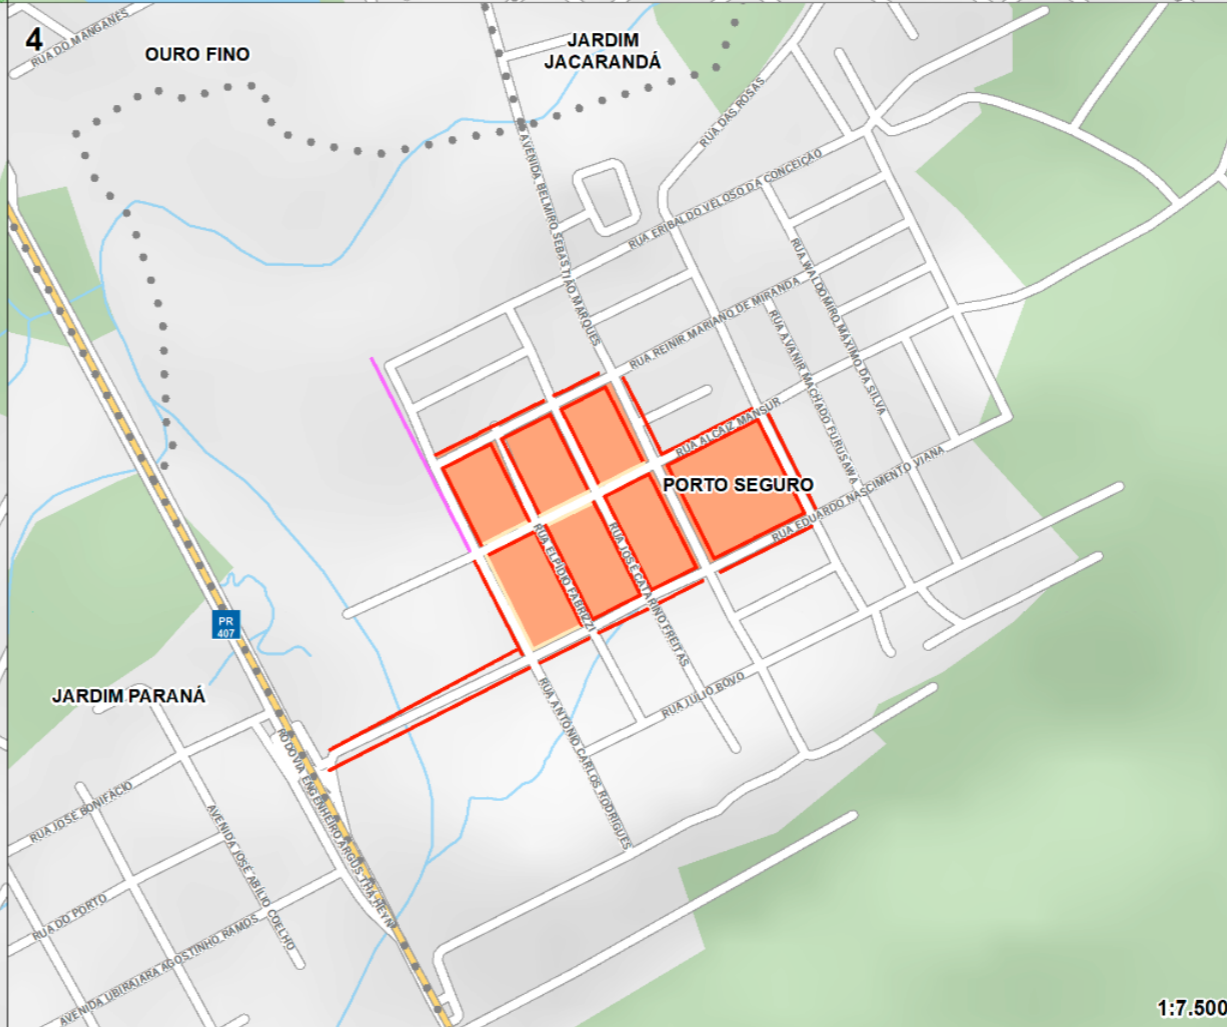 4
RUA DO MANGANÊS
OURO FINO
JARDIM
JACARANDÁ
RUA DAS ROSAS
AVENIDA BELMIRO SEBASTIÃO MARQUES
RUA ERIBALDO VELOSO DA CONCEIÇÃO
RUA WALDOMIRO MAXIMO DA SILVA
RUA REINIR MARIANO DE MIRANDA
RUA AVANIR MACHADO FURUSAWA
RUA ALCAIZ MANSUR
PORTO SEGURO
RUA EDUARDO NASCIMENTO VIANA
RUA ELPIDIO FABRIZZI
RUA JOSÉ CATARINO FREITAS
PR
407
JARDIM PARANÁ
RUA ANTONIO CARLOS RODRIGUES
RUA JULIO BOVO
RODOVIA ENGENHEIRO ARGUS THA HEYN
RUA JOSE BONIFÁCIO
AVENIDA JOSÉ ABÍLIO COELHO
RUA DO PORTO
AVENIDA UBIRAJARA AGOSTINHO RAMOS
1:7.500